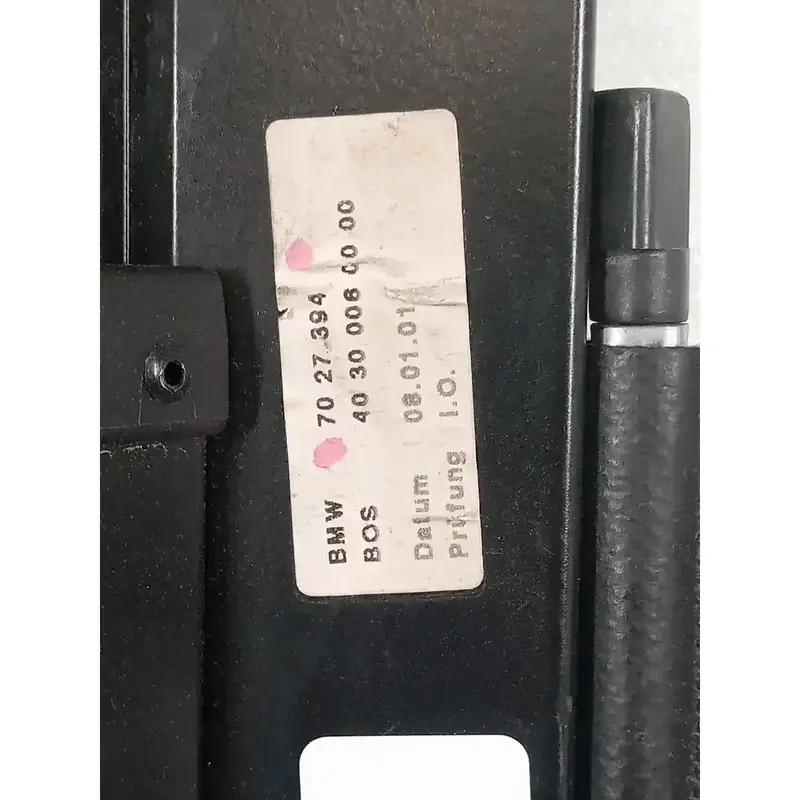 BMW 70 27 394
BOS 40 30 006 00 00
Datum 08.01.01
Prüfung I.O.